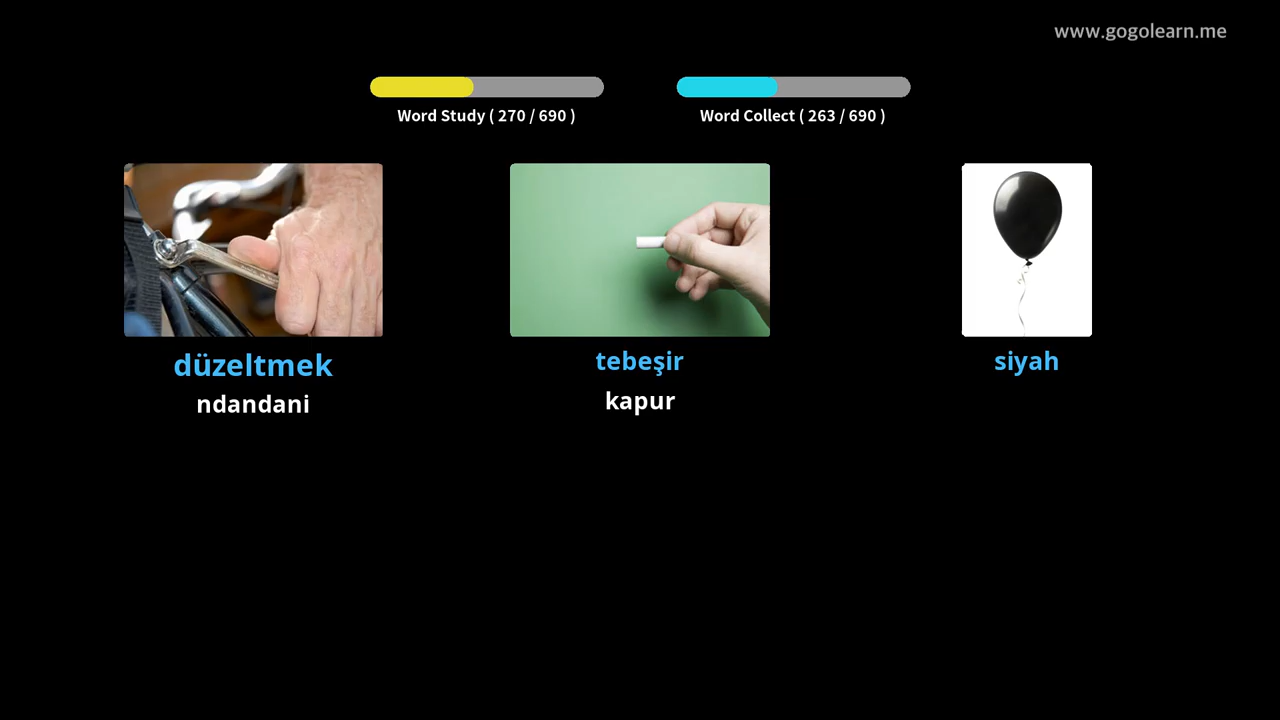 www.gogolearn.me
Word Study ( 270 / 690 )
Word Collect ( 263 / 690 )
düzeltmek
ndandani
tebeşir
kapur
siyah